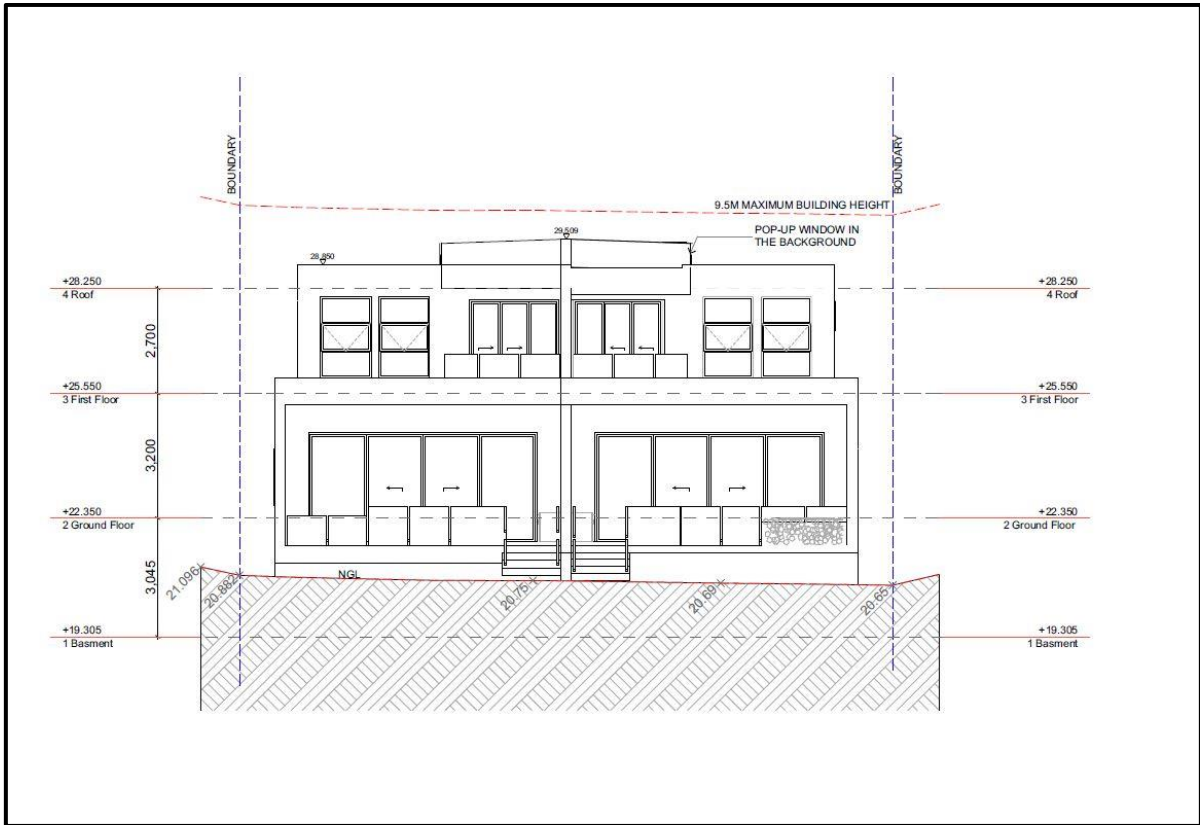 BOUNDARY
BOUNDARY
9.5M MAXIMUM BUILDING HEIGHT
POP-UP WINDOW IN
THE BACKGROUND
29,509
28,850
+28.250
4 Roof
+28.250
4 Roof
2,700
+25.550
3 First Floor
+25.550
3 First Floor
3,200
+22.350
2 Ground Floor
+22.350
2 Ground Floor
3,045
21.096
20.882
NGL
20.75
20.69
20.65
+19.305
1 Basment
+19.305
1 Basment